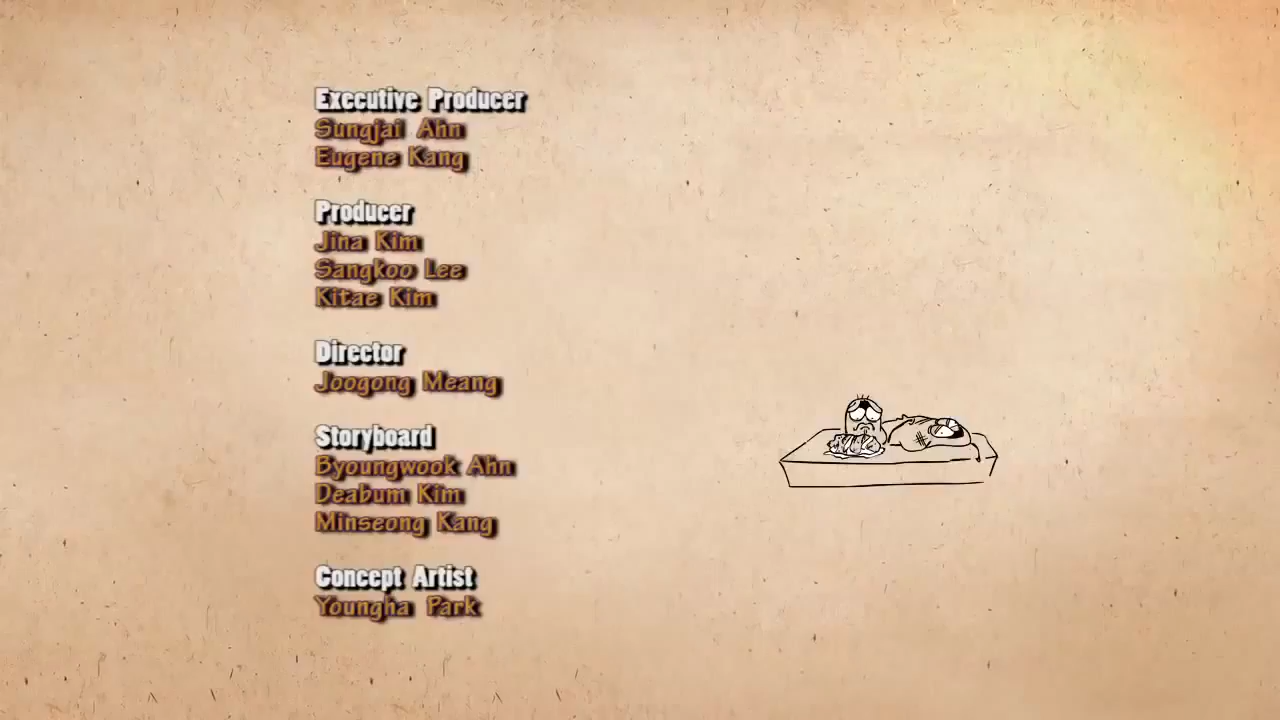 Executive Producer
Sungjai Ahn
Eugene Kang
Producer
Jina Kim
Sangkoo Lee
Kitae Kim
Director
Joogong Meang
Storyboard
Byoungwook Ahn
Deabum Kim
Minseong Kang
Concept Artist
Youngha Park